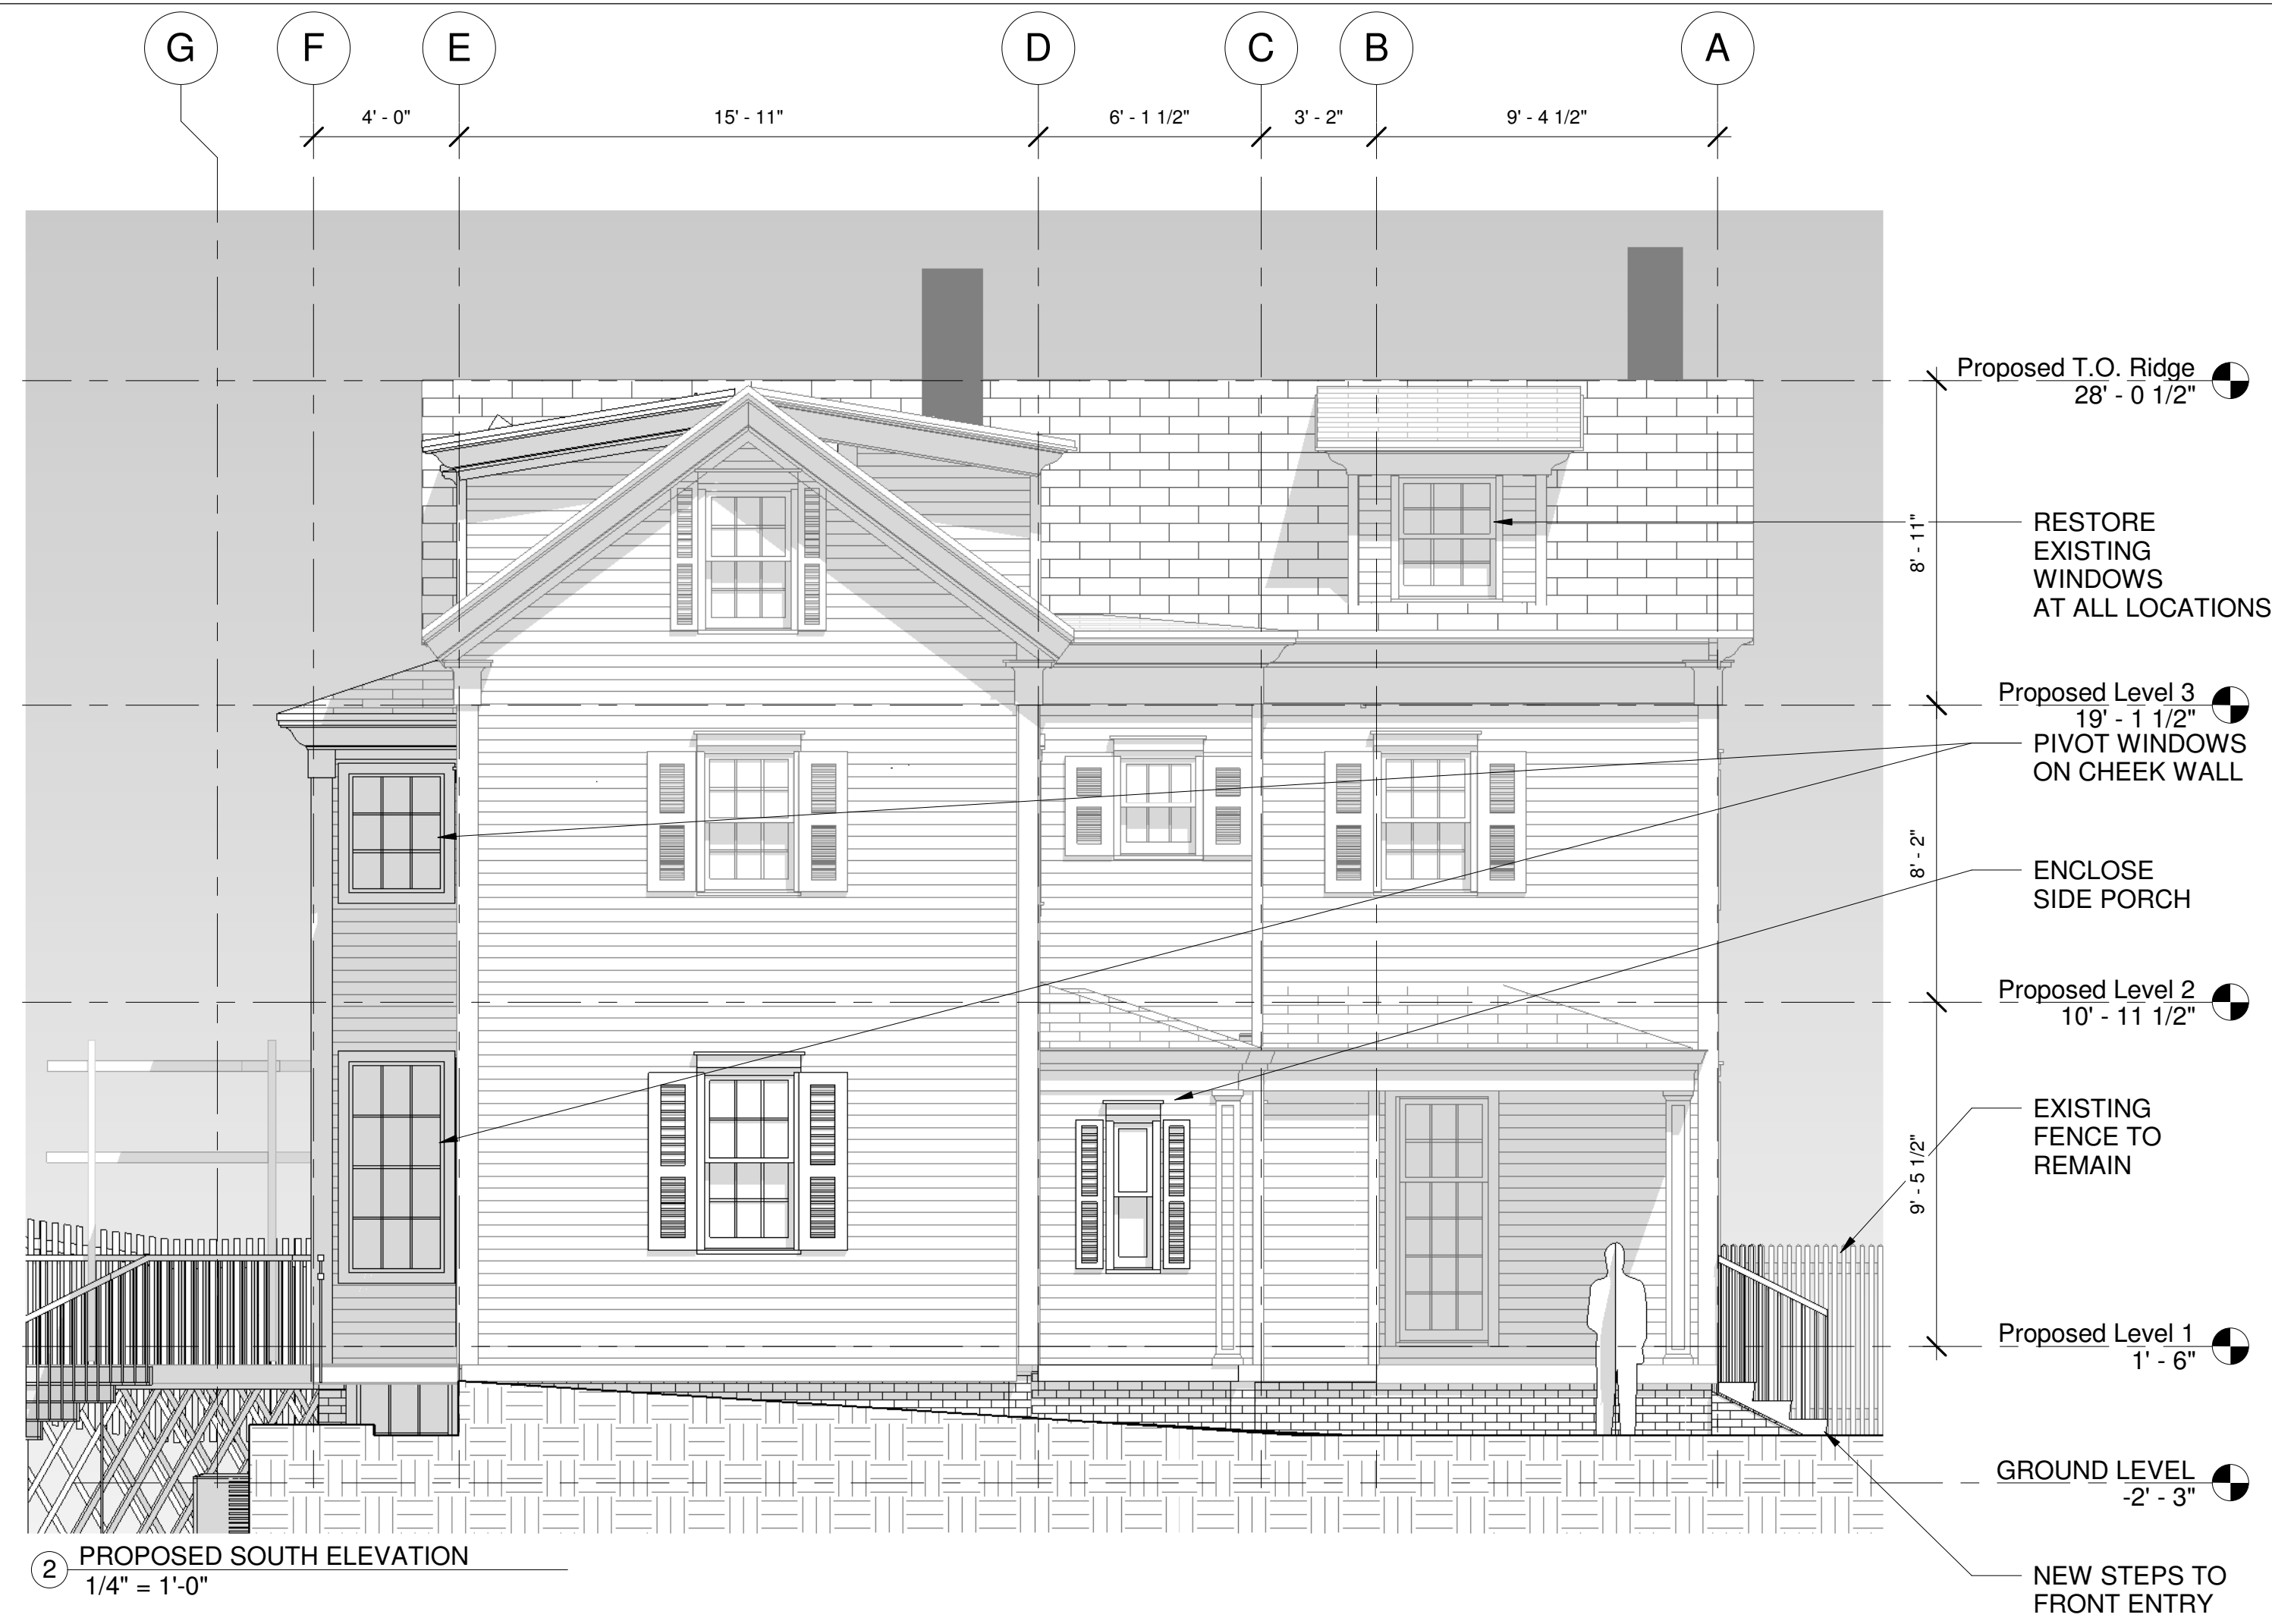 G
F
E
D
C
B
A
4' - 0"
15' - 11"
6' - 1 1/2"
3' - 2"
9' - 4 1/2"
Proposed T.O. Ridge
28' - 0 1/2"
8' - 11"
RESTORE
EXISTING
WINDOWS
AT ALL LOCATIONS
Proposed Level 3
19' - 1 1/2"
PIVOT WINDOWS
ON CHEEK WALL
8' - 2"
ENCLOSE
SIDE PORCH
Proposed Level 2
10' - 11 1/2"
EXISTING
FENCE TO
REMAIN
9' - 5 1/2"
Proposed Level 1
1' - 6"
GROUND LEVEL
-2' - 3"
NEW STEPS TO
FRONT ENTRY
2
PROPOSED SOUTH ELEVATION
1/4" = 1'-0"